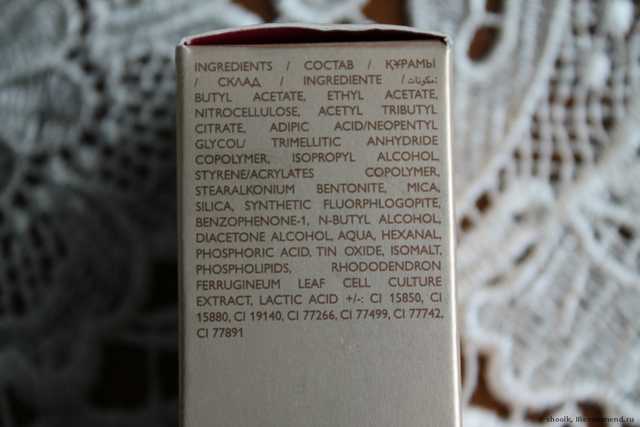 INGREDIENTS / СОСТАВ / ҚҰРАМЫ
/ СКЛАД / INGREDIENTE / مكونات:
BUTYL ACETATE, ETHYL ACETATE,
NITROCELLULOSE, ACETYL TRIBUTYL
CITRATE, ADIPIC ACID/NEOPENTYL
GLYCOL/ TRIMELLITIC ANHYDRIDE
COPOLYMER, ISOPROPYL ALCOHOL,
STYRENE/ACRYLATES COPOLYMER,
STEARALKONIUM BENTONITE, MICA,
SILICA, SYNTHETIC FLUORPHLOGOPITE,
BENZOPHENONE-1, N-BUTYL ALCOHOL,
DIACETONE ALCOHOL, AQUA, HEXANAL,
PHOSPHORIC ACID, TIN OXIDE, ISOMALT,
PHOSPHOLIPIDS, RHODODENDRON
FERRUGINEUM LEAF CELL CULTURE
EXTRACT, LACTIC ACID +/-: CI 15850, CI
15880, CI 19140, CI 77266, CI 77499, CI 77742,
CI 77891